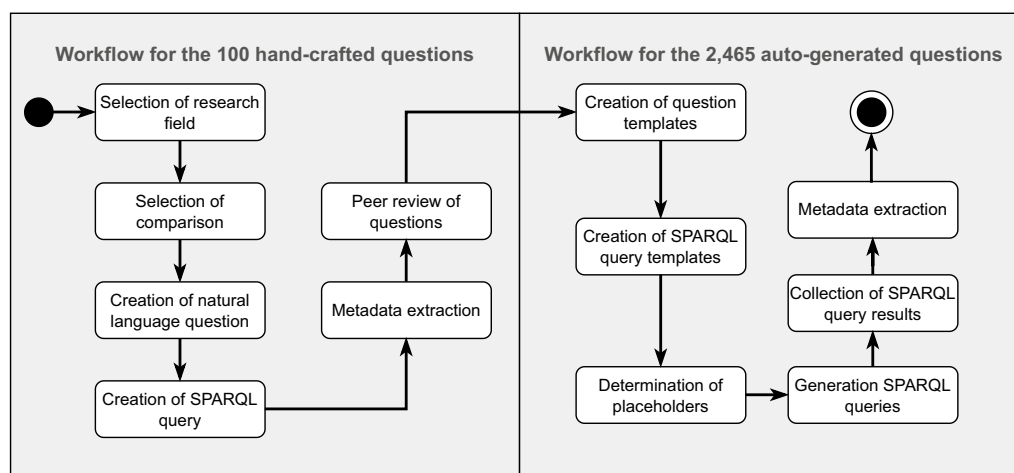 Workflow for the 100 hand-crafted questions
Selection of research
field
Selection of
comparison
Creation of natural
language question
Creation of SPARQL
query
Metadata extraction
Peer review of
questions
Workflow for the 2,465 auto-generated questions
Creation of question
templates
Creation of SPARQL
query templates
Determination of
placeholders
Generation SPARQL
queries
Collection of SPARQL
query results
Metadata extraction